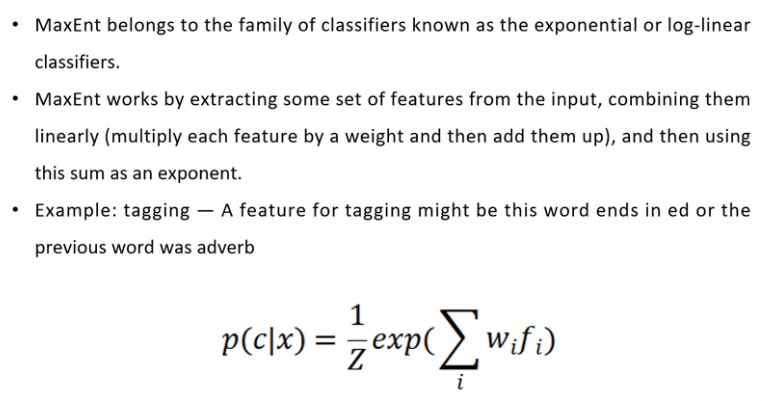 • MaxEnt belongs to the family of classifiers known as the exponential or log-linear
classifiers.
• MaxEnt works by extracting some set of features from the input, combining them
linearly (multiply each feature by a weight and then add them up), and then using
this sum as an exponent.
• Example: tagging — A feature for tagging might be this word ends in ed or the
previous word was adverb
p(c|x) = 1/Z exp(∑_i w_i f_i)